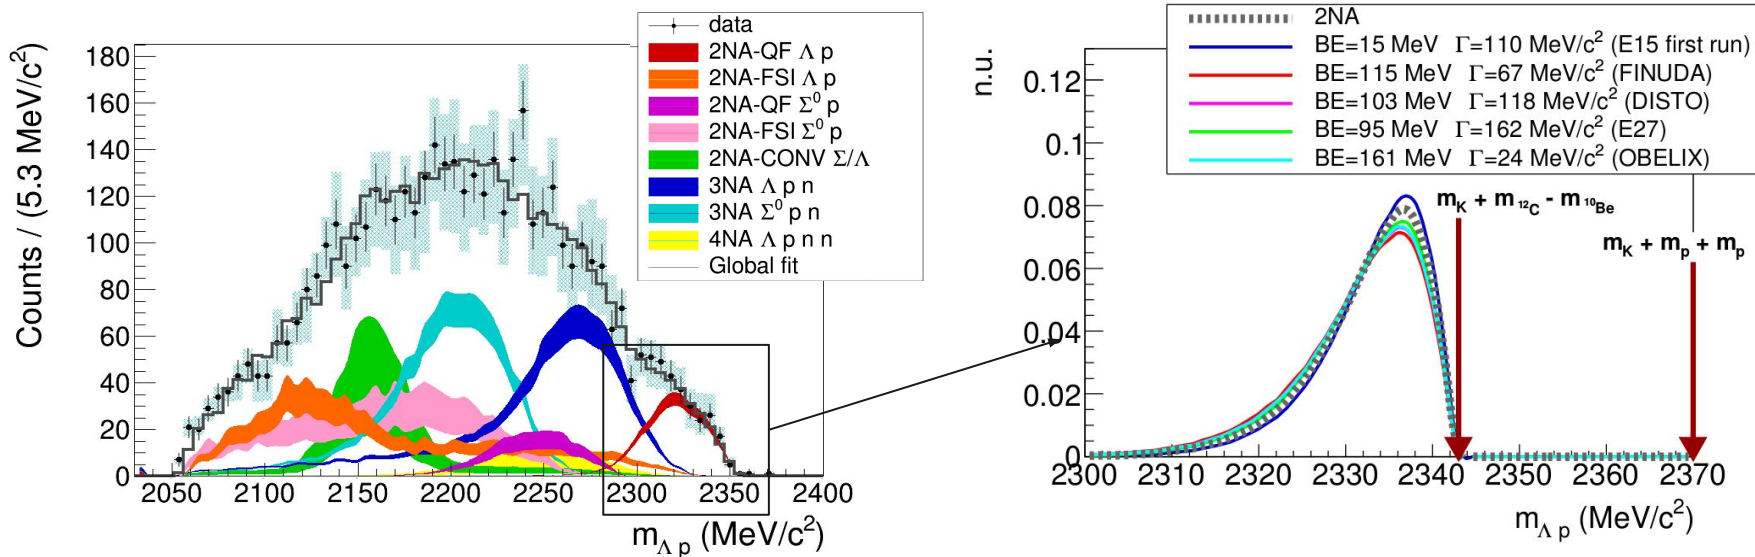 Counts / (5.3 MeV/c²)
180
160
140
120
100
80
60
40
20
0
2050 2100 2150 2200 2250 2300 2350 2400
m_Λ p (MeV/c²)
data
2NA-QF Λ p
2NA-FSI Λ p
2NA-QF Σ⁰ p
2NA-FSI Σ⁰ p
2NA-CONV Σ/Λ
3NA Λ p n
3NA Σ⁰ p n
4NA Λ p n n
Global fit
n.u.
0.12
0.1
0.08
0.06
0.04
0.02
0
2300 2310 2320 2330 2340 2350 2360 2370
m_Λ p (MeV/c²)
2NA
BE=15 MeV Γ=110 MeV/c² (E15 first run)
BE=115 MeV Γ=67 MeV/c² (FINUDA)
BE=103 MeV Γ=118 MeV/c² (DISTO)
BE=95 MeV Γ=162 MeV/c² (E27)
BE=161 MeV Γ=24 MeV/c² (OBELIX)
m_K + m_¹²C - m_¹⁰Be
m_K + m_p + m_p